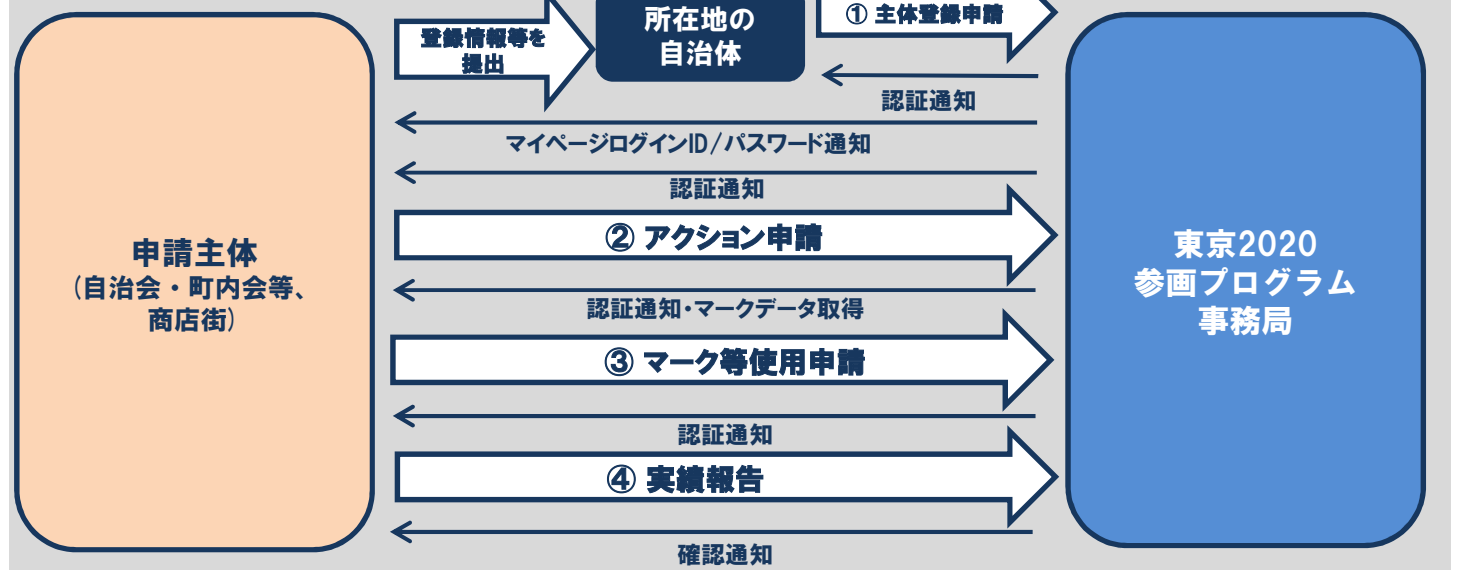 所在地の
自治体
① 主体登録申請
登録情報等を
提出
認証通知
マイページログインID/パスワード通知
認証通知
② アクション申請
認証通知・マークデータ取得
③ マーク等使用申請
認証通知
④ 実績報告
確認通知
申請主体
(自治会・町内会等、
商店街)
東京2020
参画プログラム
事務局